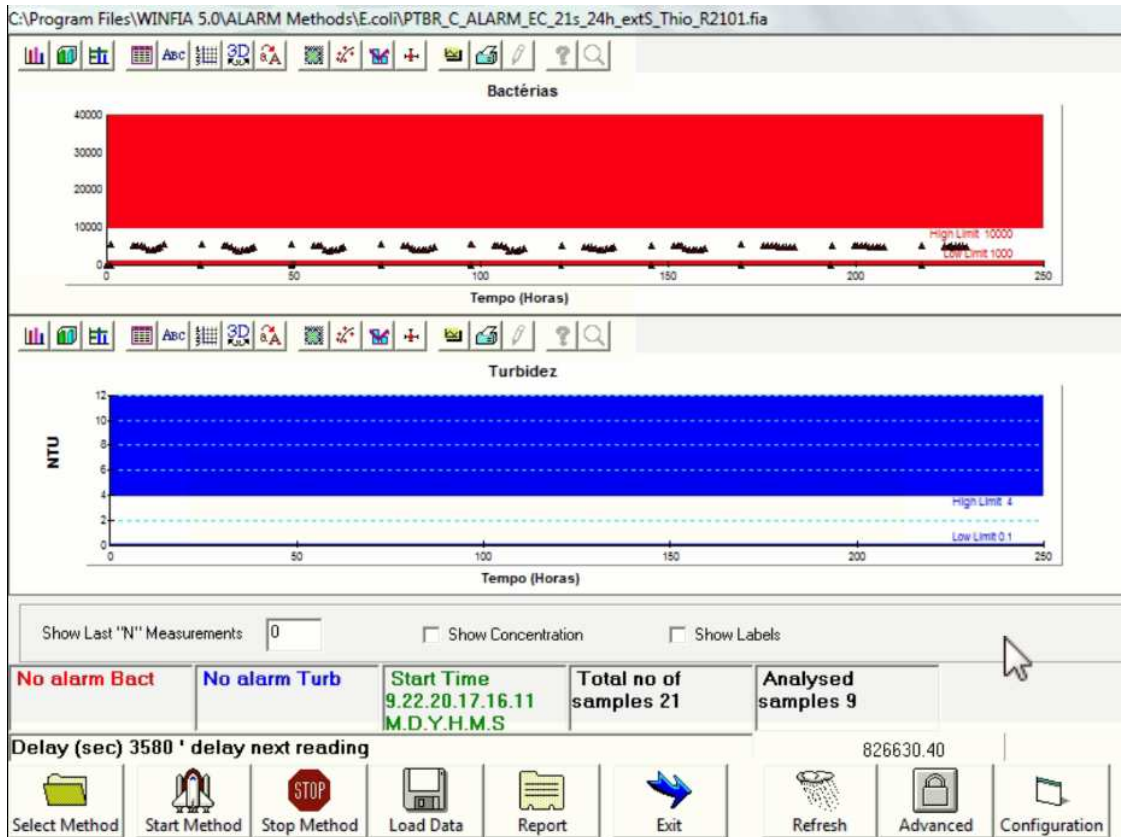 C:\Program Files\WINFIA 5.0\ALARM Methods\E.coli\PTBR_C_ALARM_EC_21s_24h_extS_Thio_R2101.fia
ABC 3D A
Bactérias
40000
30000
20000
10000
High Limit 10000
Low Limit 1000
0
0 50 100 150 200 250
Tempo (Horas)
ABC 3D A
Turbidez
NTU
12
10
8
6
4
High Limit 4
2
Low Limit 0.1
0
0 50 100 150 200 250
Tempo (Horas)
Show Last "N" Measurements 0 Show Concentration Show Labels
No alarm Bact No alarm Turb Start Time Total no of Analysed
9.22.20.17.16.11 samples 21 samples 9
M.D.Y.H.M.S
Delay (sec) 3580 ' delay next reading 826630.40
STOP
Select Method Start Method Stop Method Load Data Report Exit Refresh Advanced Configuration